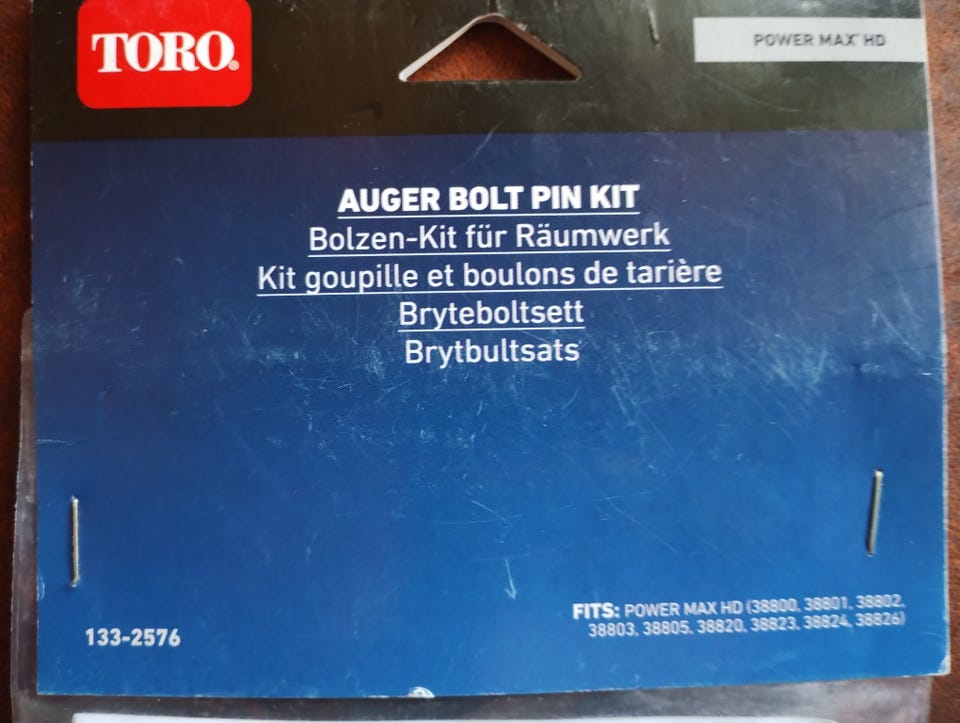 TORO®
POWER MAX™ HD
AUGER BOLT PIN KIT
Bolzen-Kit für Räumwerk
Kit goupille et boulons de tarière
Bryteboltsett
Brytbultsats
FITS: POWER MAX HD (38800, 38801, 38802,
38803, 38805, 38820, 38823, 38824, 38826)
133-2576